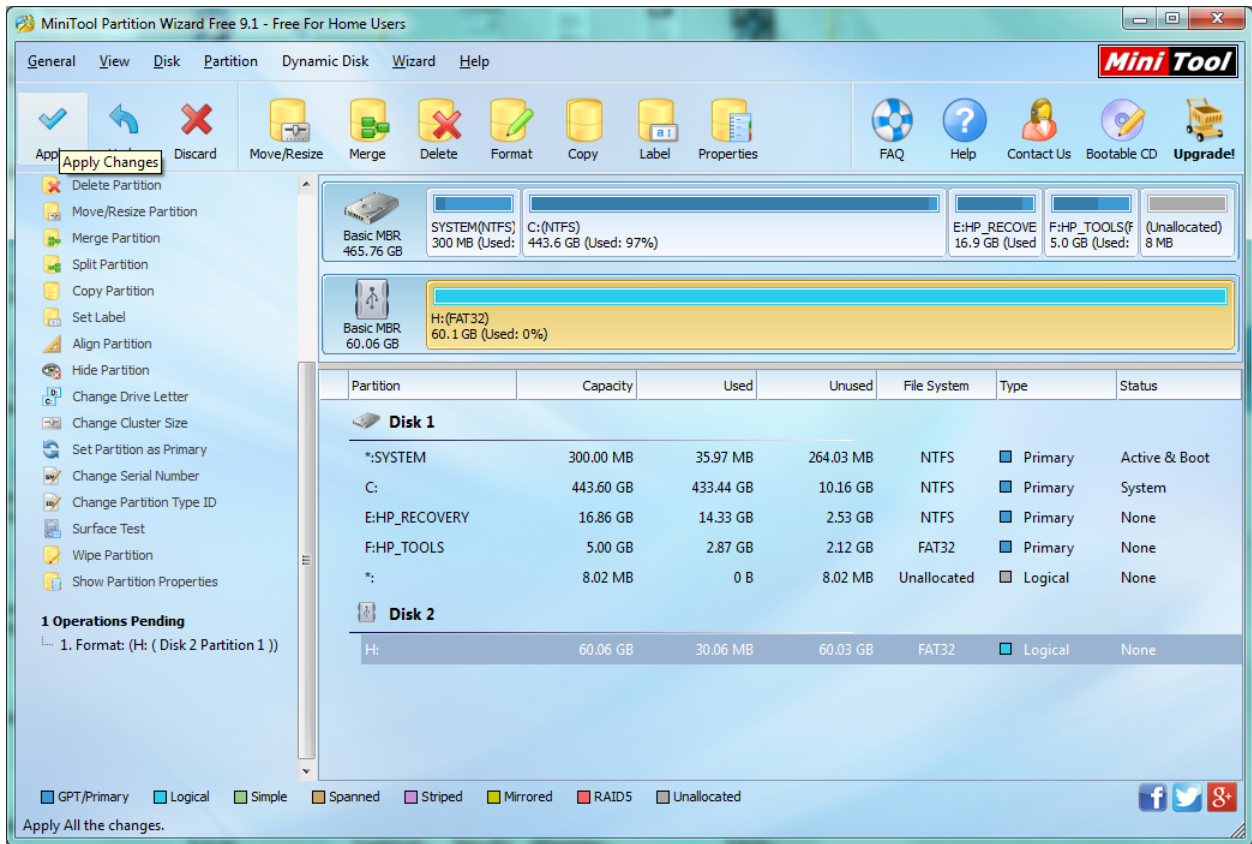 MiniTool Partition Wizard Free 9.1 - Free For Home Users
General View Disk Partition Dynamic Disk Wizard Help
Mini Tool
Discard Move/Resize Merge Delete Format Copy Label Properties FAQ Help Contact Us Bootable CD Upgrade!
Apply Changes
Delete Partition
Move/Resize Partition
Merge Partition
Split Partition
Copy Partition
Set Label
Align Partition
Hide Partition
Change Drive Letter
Change Cluster Size
Set Partition as Primary
Change Serial Number
Change Partition Type ID
Surface Test
Wipe Partition
Show Partition Properties
1 Operations Pending
1. Format: (H: ( Disk 2 Partition 1 ))
Basic MBR
465.76 GB
SYSTEM(NTFS)
300 MB (Used:
C:(NTFS)
443.6 GB (Used: 97%)
E:HP_RECOVE
16.9 GB (Used
F:HP_TOOLS(F
5.0 GB (Used:
(Unallocated)
8 MB
Basic MBR
60.06 GB
H:(FAT32)
60.1 GB (Used: 0%)
Partition Capacity Used Unused File System Type Status
Disk 1
*:SYSTEM 300.00 MB 35.97 MB 264.03 MB NTFS Primary Active & Boot
C: 443.60 GB 433.44 GB 10.16 GB NTFS Primary System
E:HP_RECOVERY 16.86 GB 14.33 GB 2.53 GB NTFS Primary None
F:HP_TOOLS 5.00 GB 2.87 GB 2.12 GB FAT32 Primary None
*: 8.02 MB 0 B 8.02 MB Unallocated Logical None
Disk 2
H: 60.06 GB 30.06 MB 60.03 GB FAT32 Logical None
GPT/Primary Logical Simple Spanned Striped Mirrored RAID5 Unallocated
Apply All the changes.